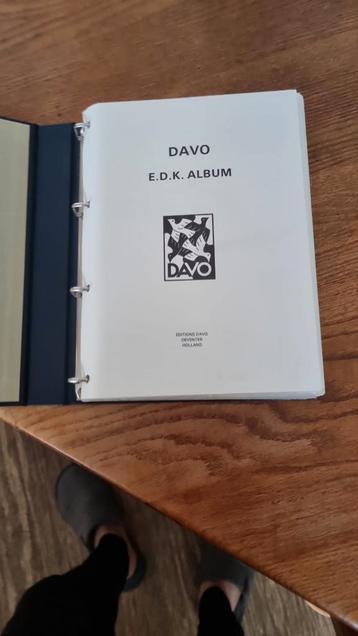 DAVO
E.D.K. ALBUM
DAVO
EDITIONS DAVO
DEVENTER
HOLLAND